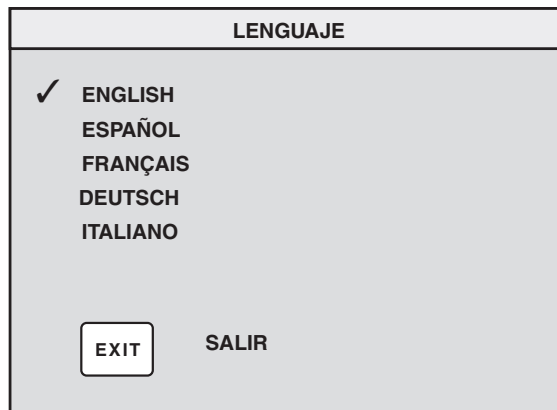 LENGUAJE
✓ ENGLISH
ESPAÑOL
FRANÇAIS
DEUTSCH
ITALIANO
EXIT SALIR